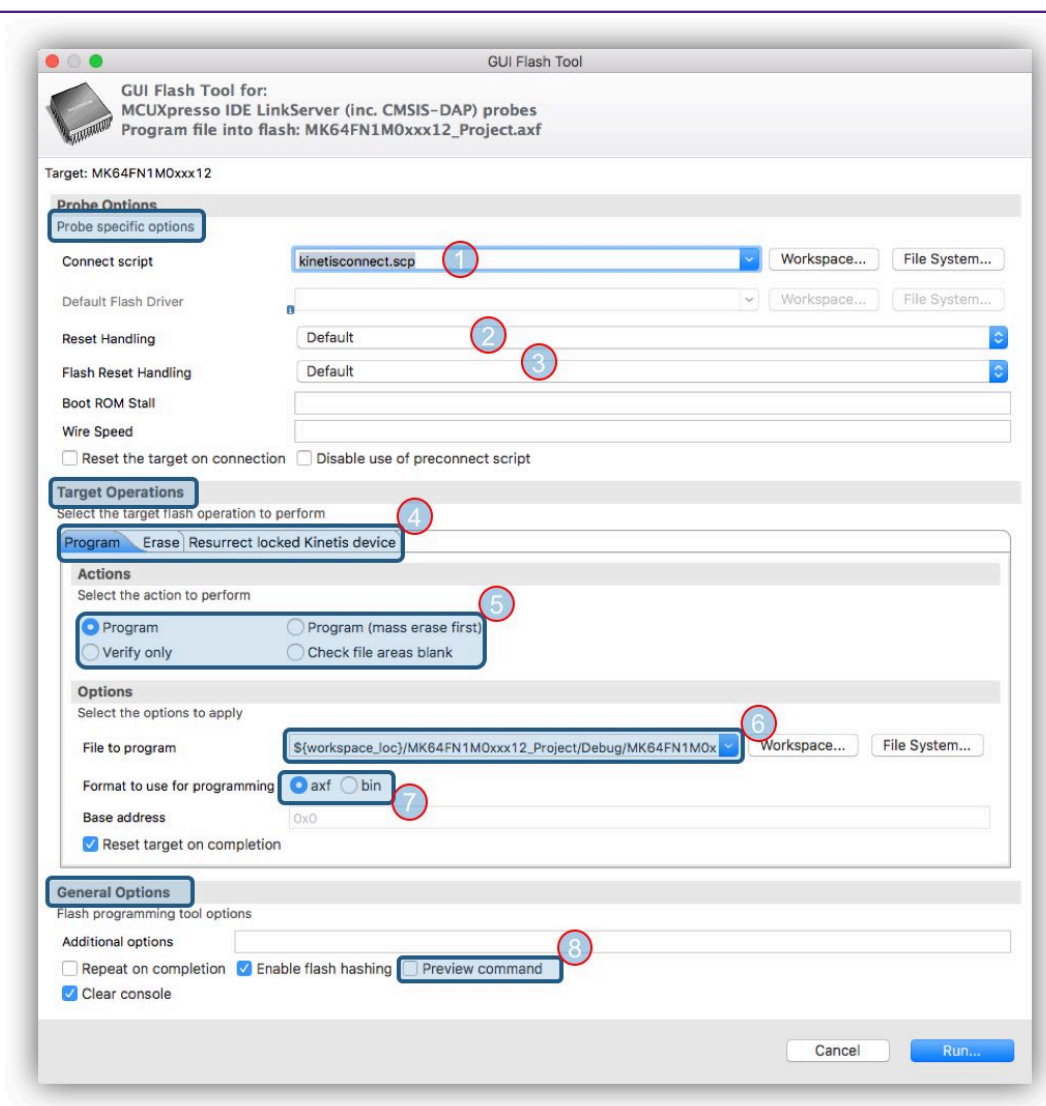 GUI Flash Tool
GUI Flash Tool for:
MCUXpresso IDE LinkServer (inc. CMSIS-DAP) probes
Program file into flash: MK64FN1M0xxx12_Project.axf
Target: MK64FN1M0xxx12
Probe Options
Probe specific options
Connect script kinetisconnect.scp 1 Workspace... File System...
Default Flash Driver Workspace... File System...
Reset Handling Default 2
Flash Reset Handling Default 3
Boot ROM Stall
Wire Speed
Reset the target on connection Disable use of preconnect script
Target Operations
Select the target flash operation to perform
4
Program Erase Resurrect locked Kinetis device
Actions
Select the action to perform
5
Program Program (mass erase first)
Verify only Check file areas blank
Options
Select the options to apply
6
File to program ${workspace_loc}/MK64FN1M0xxx12_Project/Debug/MK64FN1M0x Workspace... File System...
Format to use for programming axf bin
7
Base address 0x0
Reset target on completion
General Options
Flash programming tool options
Additional options
8
Repeat on completion Enable flash hashing Preview command
Clear console
Cancel Run...